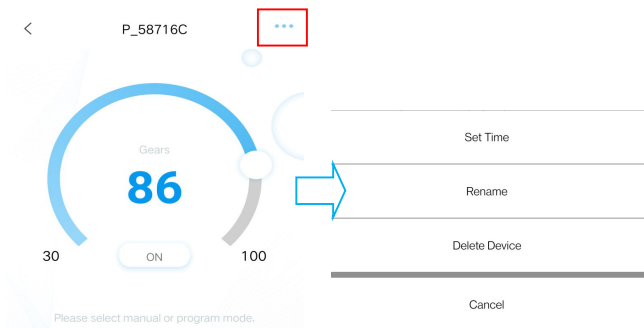 P_58716C
Gears
86
30
ON
100
Please select manual or program mode.
Set Time
Rename
Delete Device
Cancel